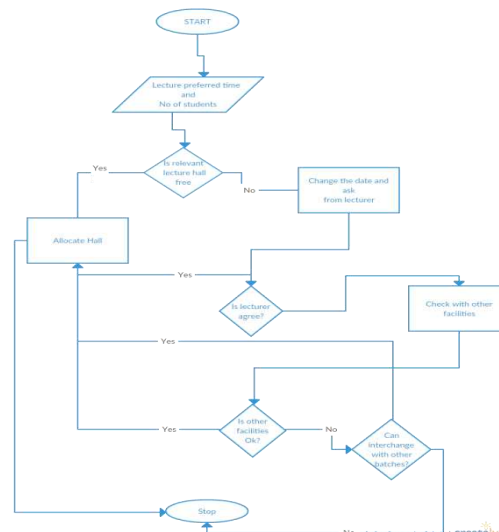 START
Lecture preferred time
and
No of students
Is relevant
lecture hall
free
Yes
No
Change the date and
ask
from lecturer
Allocate Hall
Yes
Is lecturer
agree?
Check with other
facilities
Yes
Is other
facilities
Ok?
Yes
No
Can
interchange
with other
batches?
Stop
No